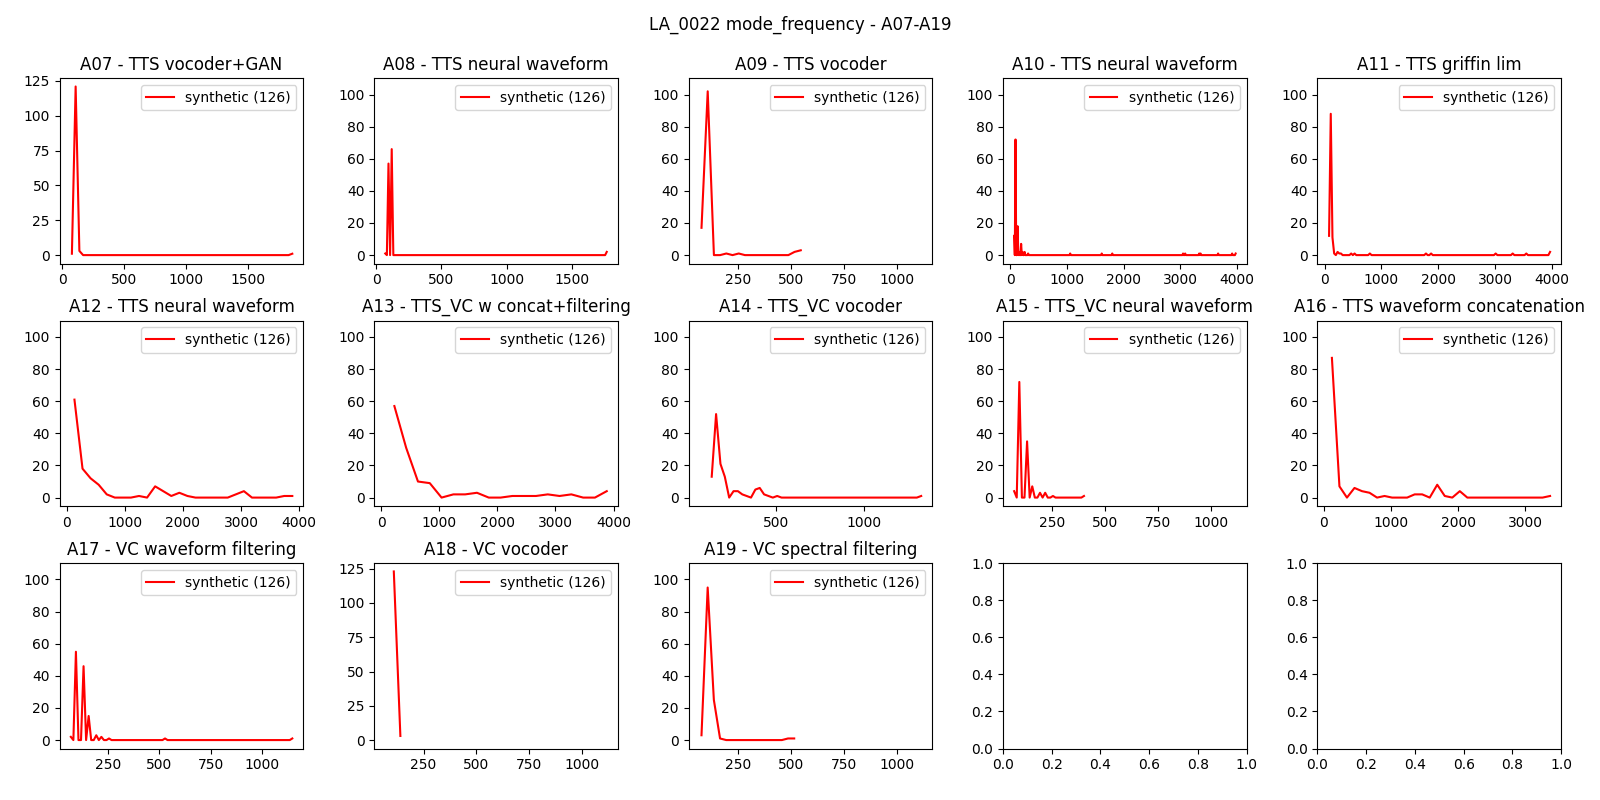 LA_0022 mode_frequency - A07-A19
A07 - TTS vocoder+GAN
A08 - TTS neural waveform
A09 - TTS vocoder
A10 - TTS neural waveform
A11 - TTS griffin lim
125
100
75
50
25
0
synthetic (126)
0 500 1000 1500
100
80
60
40
20
0
synthetic (126)
0 500 1000 1500
100
80
60
40
20
0
synthetic (126)
250 500 750 1000
100
80
60
40
20
0
synthetic (126)
0 1000 2000 3000 4000
100
80
60
40
20
0
synthetic (126)
0 1000 2000 3000 4000
A12 - TTS neural waveform
A13 - TTS_VC w concat+filtering
A14 - TTS_VC vocoder
A15 - TTS_VC neural waveform
A16 - TTS waveform concatenation
100
80
60
40
20
0
synthetic (126)
0 1000 2000 3000 4000
100
80
60
40
20
0
synthetic (126)
0 1000 2000 3000 4000
100
80
60
40
20
0
synthetic (126)
500 1000
100
80
60
40
20
0
synthetic (126)
250 500 750 1000
100
80
60
40
20
0
synthetic (126)
0 1000 2000 3000
A17 - VC waveform filtering
A18 - VC vocoder
A19 - VC spectral filtering
100
80
60
40
20
0
synthetic (126)
250 500 750 1000
125
100
75
50
25
0
synthetic (126)
250 500 750 1000
100
80
60
40
20
0
synthetic (126)
250 500 750 1000
1.0
0.8
0.6
0.4
0.2
0.0
0.0 0.2 0.4 0.6 0.8 1.0
1.0
0.8
0.6
0.4
0.2
0.0
0.0 0.2 0.4 0.6 0.8 1.0